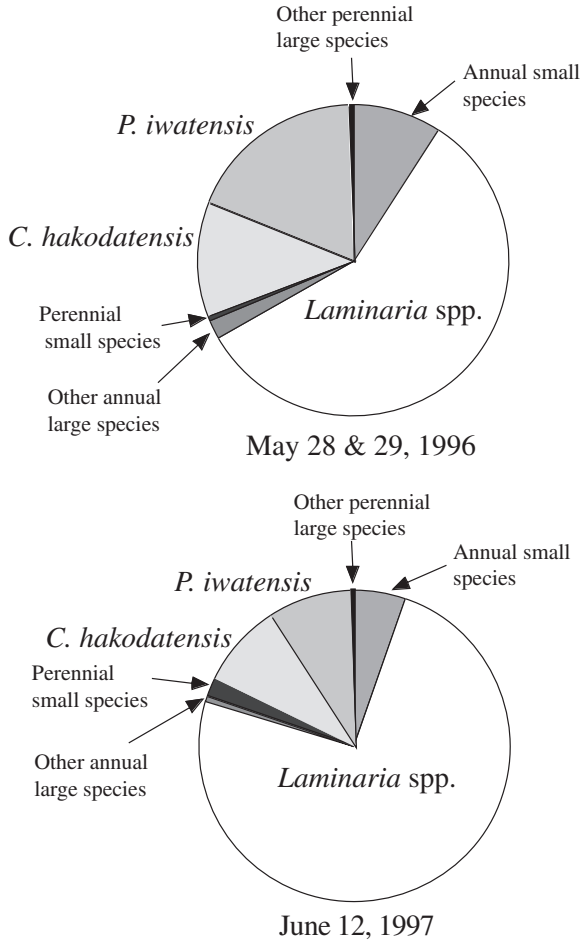 Other perennial
large species
Annual small
species
P. iwatensis
C. hakodatensis
Laminaria spp.
Perennial
small species
Other annual
large species
May 28 & 29, 1996
Other perennial
large species
Annual small
species
P. iwatensis
C. hakodatensis
Perennial
small species
Other annual
large species
Laminaria spp.
June 12, 1997